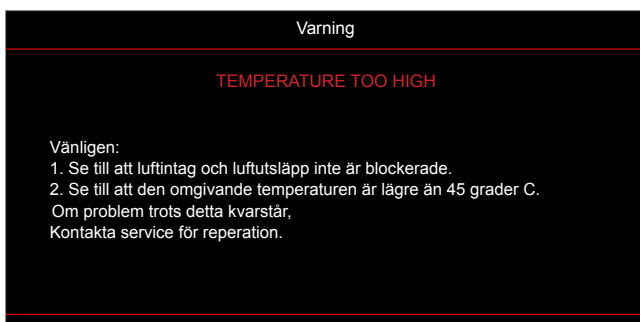 Varning
TEMPERATURE TOO HIGH
Vänligen:
1. Se till att luftintag och luftutsläpp inte är blockerade.
2. Se till att den omgivande temperaturen är lägre än 45 grader C.
Om problem trots detta kvarstår,
Kontakta service för reperation.